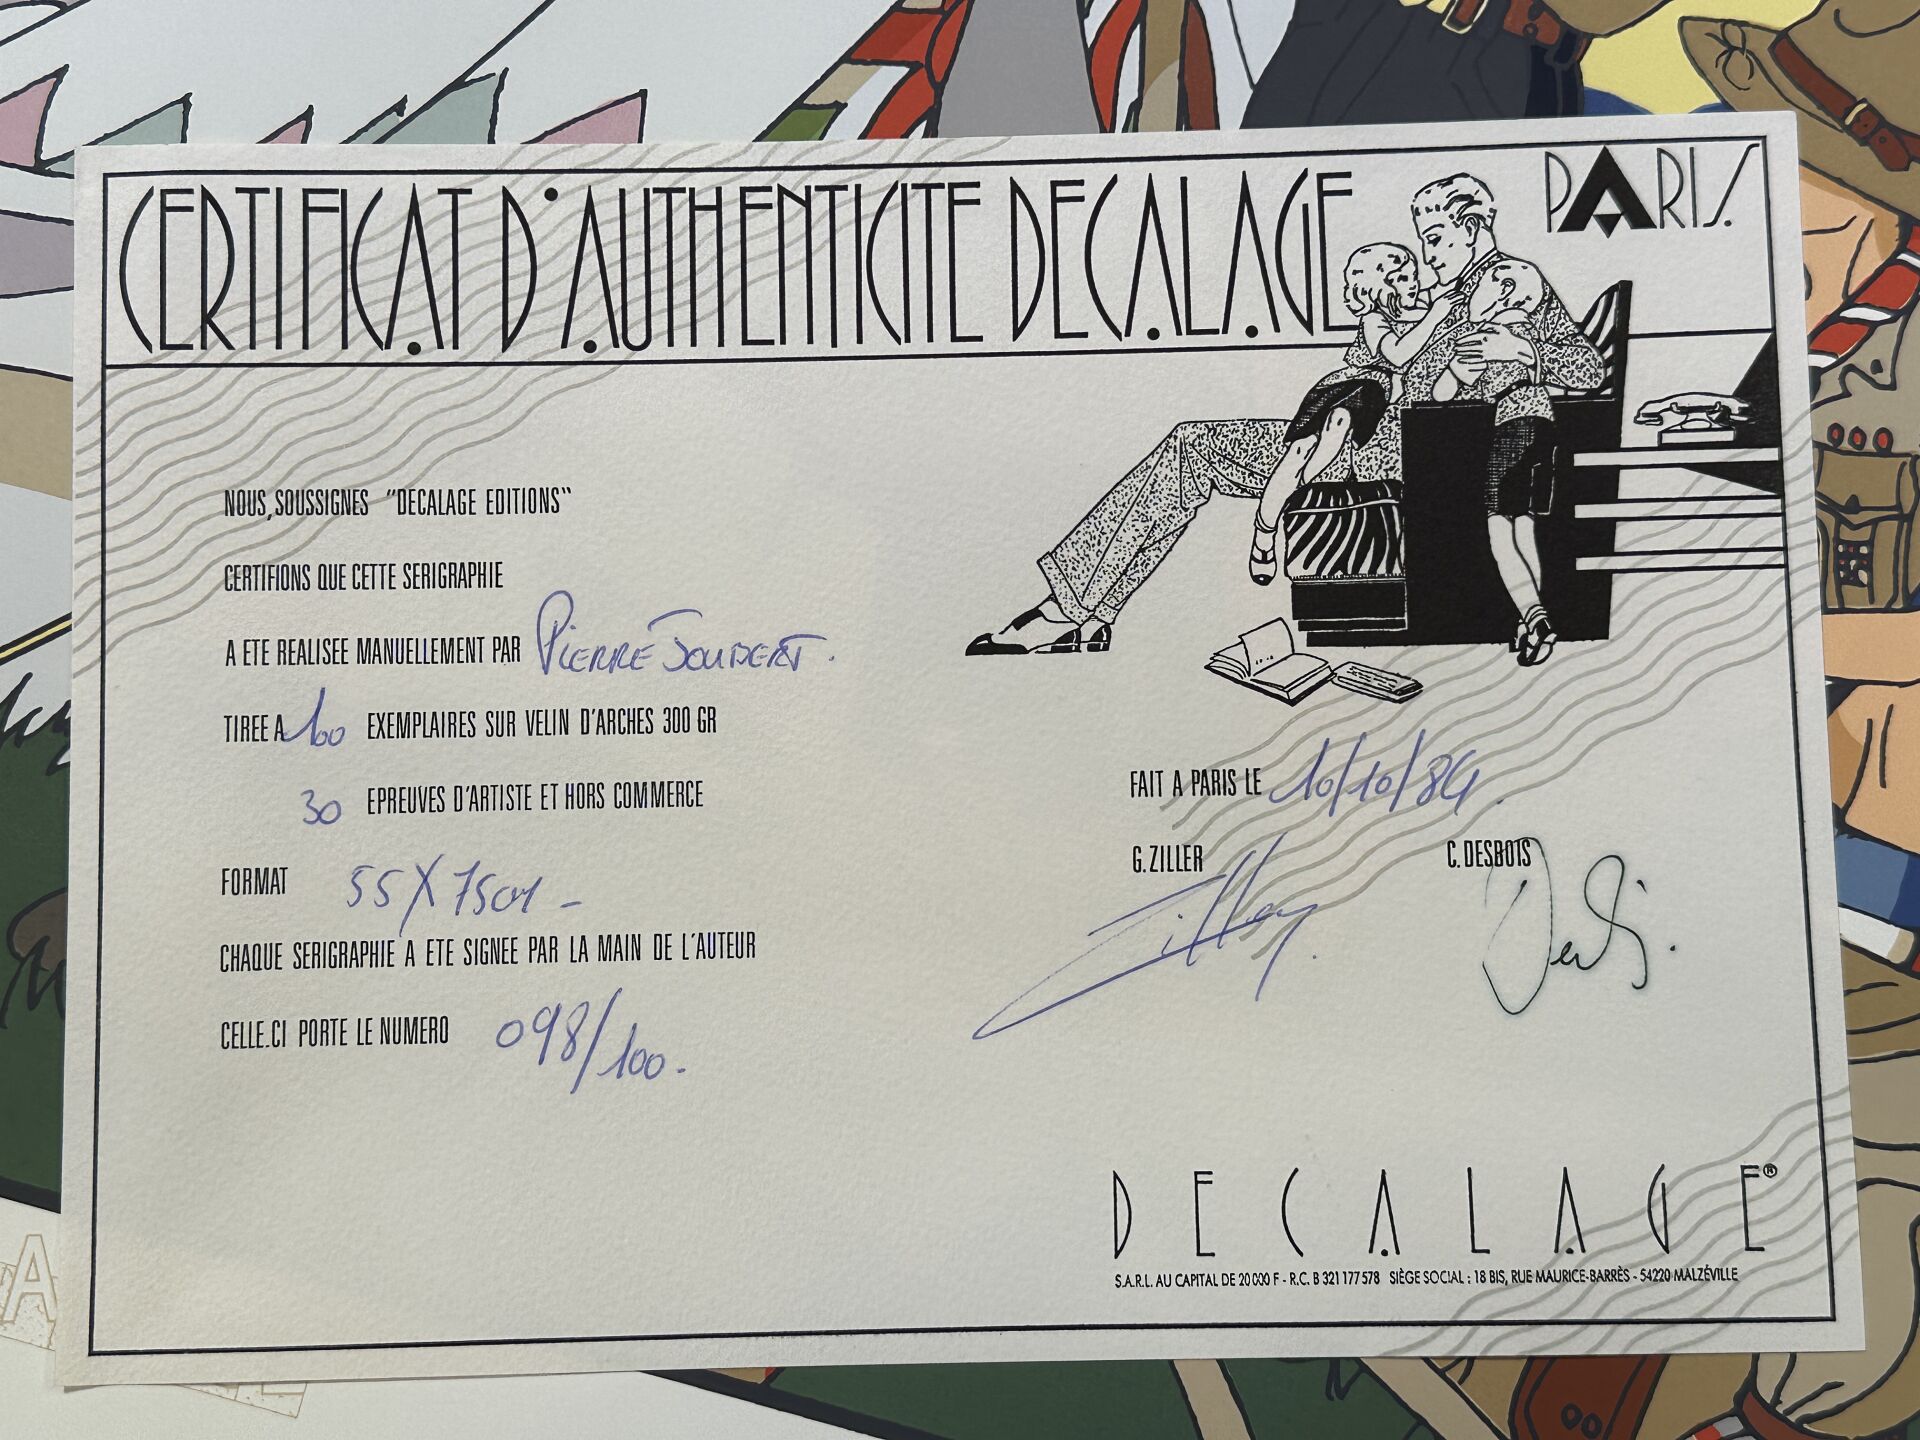 CERTIFICAT D'AUTHENTICITE DECALAGE
PARIS.
NOUS,SOUSSIGNES "DECALAGE EDITIONS"
CERTIFIONS QUE CETTE SERIGRAPHIE
A ETE REALISEE MANUELLEMENT PAR PIERRE JOUBERT.
TIREE A 100 EXEMPLAIRES SUR VELIN D'ARCHES 300 GR
30 EPREUVES D'ARTISTE ET HORS COMMERCE
FORMAT 55X75cm -
CHAQUE SERIGRAPHIE A ETE SIGNEE PAR LA MAIN DE L'AUTEUR
CELLE.CI PORTE LE NUMERO 098/100.
FAIT A PARIS LE 10/10/84.
G.ZILLER C. DESBOIS
Ziller
DECALAGE®
S.A.R.L. AU CAPITAL DE 20 000 F - R.C. B 321 177 578 SIÈGE SOCIAL : 18 BIS, RUE MAURICE-BARRÈS - 54220 MALZÉVILLE